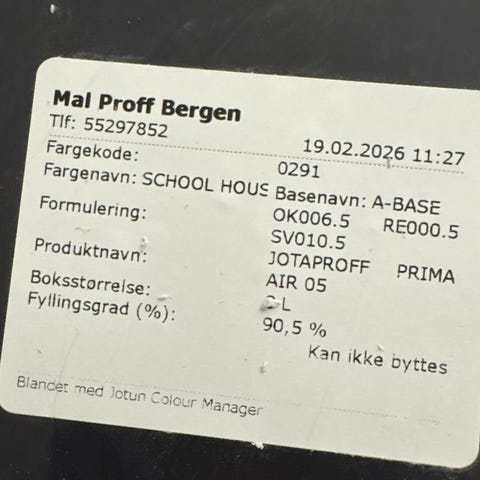 Mal Proff Bergen
Tlf: 55297852
19.02.2026 11:27
Fargekode: 0291
Fargenavn: SCHOOL HOUS Basenavn: A-BASE
Formulering: OK006.5 RE000.5
SV010.5
Produktnavn: JOTAPROFF PRIMA
AIR 05
Boksstørrelse: L
Fyllingsgrad (%): 90,5 %
Kan ikke byttes
Blandet med Jotun Colour Manager